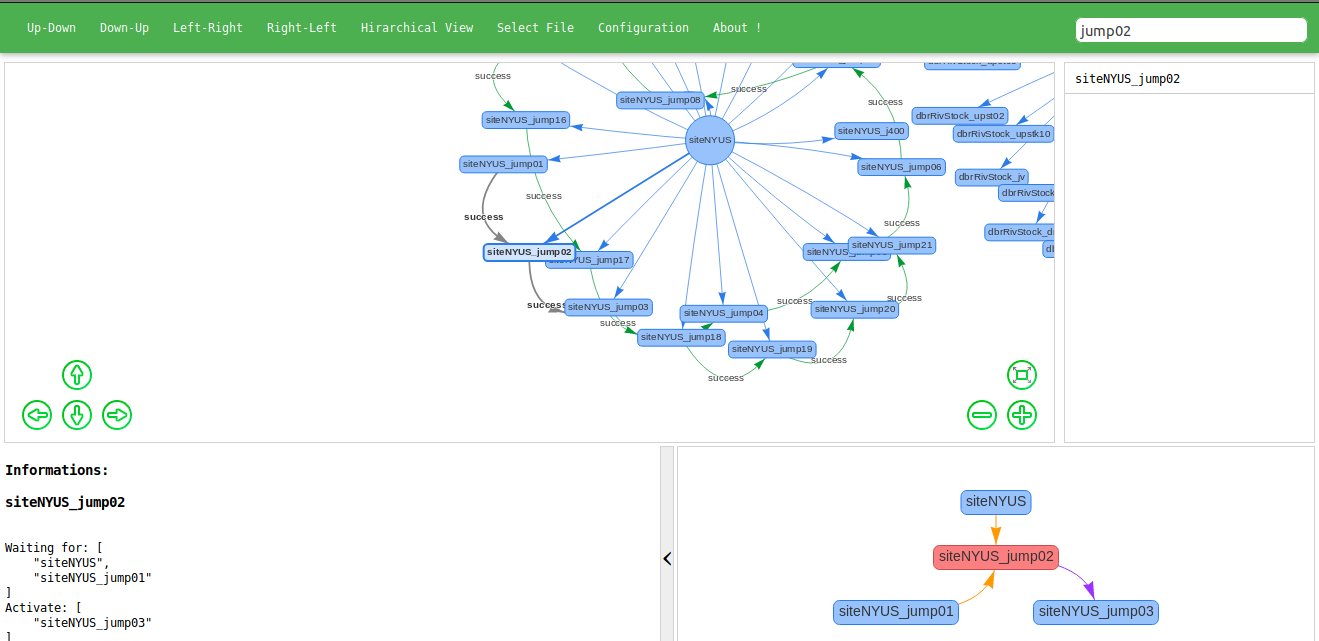 Up-Down Down-Up Left-Right Right-Left Hirarchical View Select File Configuration About !
jump02
success
siteNYUS_jump16
siteNYUS_jump01
success
success
siteNYUS_jump02
siteNYUS_jump17
success
siteNYUS_jump03
success
siteNYUS_jump18
success
siteNYUS_jump08
success
siteNYUS
siteNYUS_jump04
siteNYUS_jump19
success
success
siteNYUS_jump20
success
siteNYUS_jump21
success
siteNYUS_jump06
siteNYUS_j400
success
dbrRivStock_upst02
dbrRivStock_upstk10
dbrRivStock_jv
dbrRivStock
siteNYUS_jump02
Informations:
siteNYUS_jump02
Waiting for: [
"siteNYUS",
"siteNYUS_jump01"
]
Activate: [
"siteNYUS_jump03"
]
<
siteNYUS
siteNYUS_jump02
siteNYUS_jump01
siteNYUS_jump03